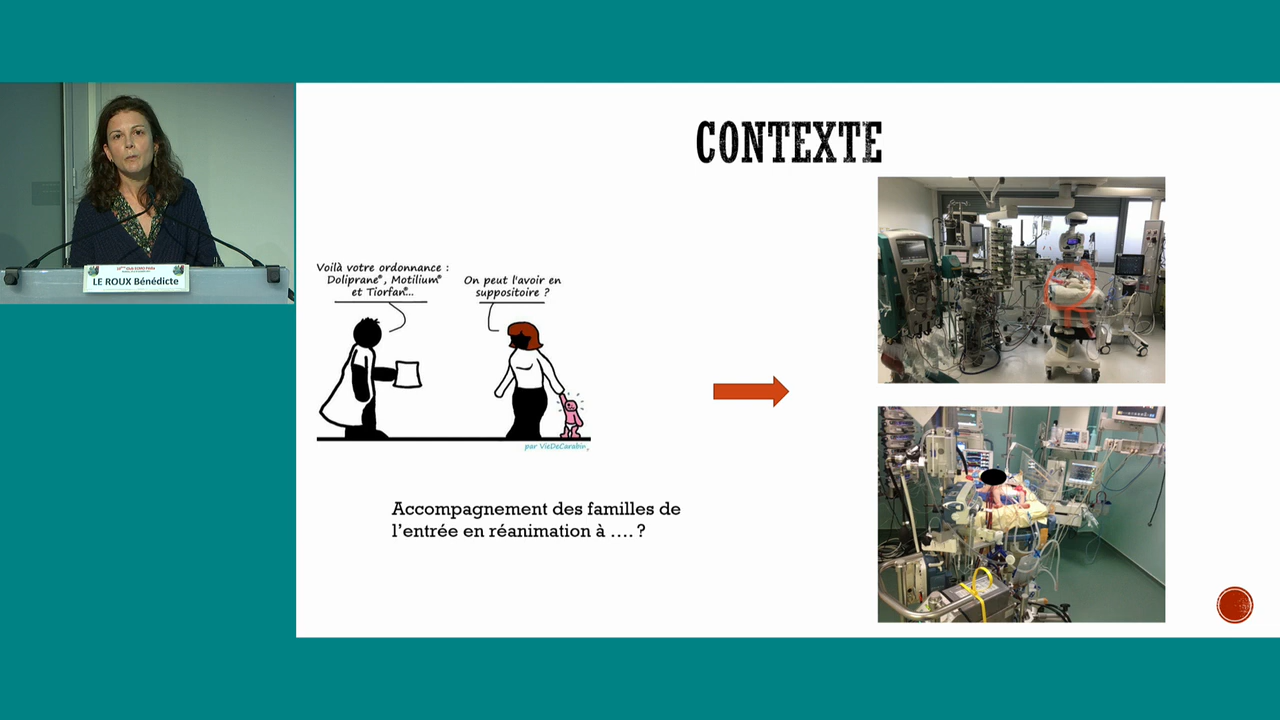 CONTEXTE
LE ROUX Bénédicte
Voilà votre ordonnance :
Doliprane®, Motilium®
et Tiorfan®...
On peut l'avoir en
suppositoire ?
par VieDeCarabin
Accompagnement des familles de
l'entrée en réanimation à .... ?